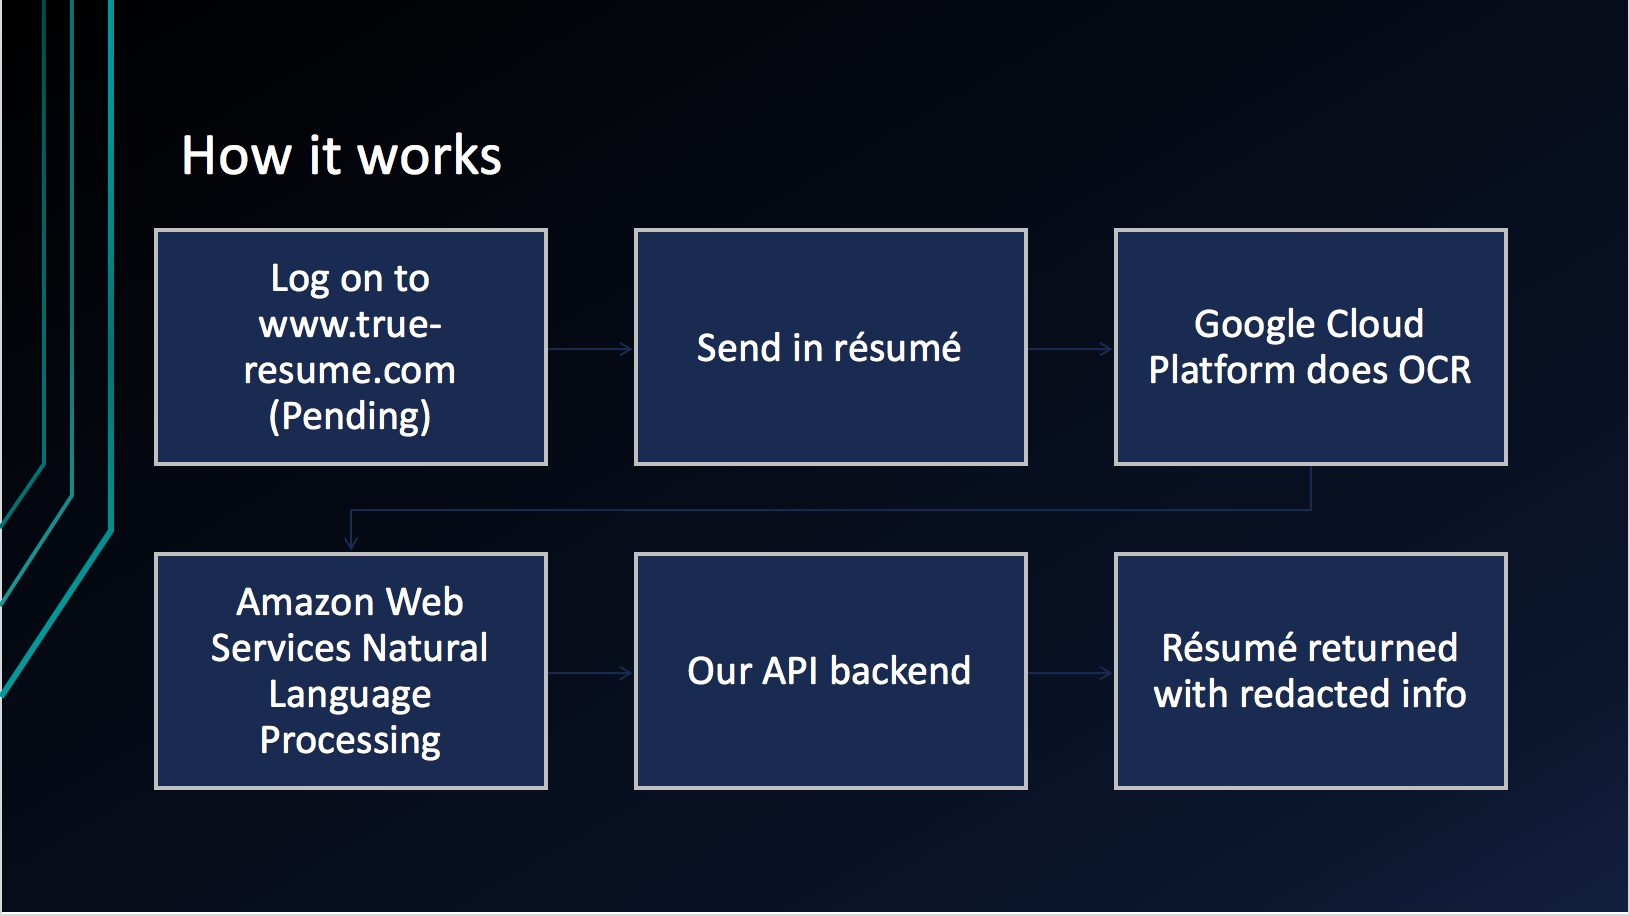 How it works
Log on to
www.true-
resume.com
(Pending)
Send in résumé
Google Cloud
Platform does OCR
Amazon Web
Services Natural
Language
Processing
Our API backend
Résumé returned
with redacted info